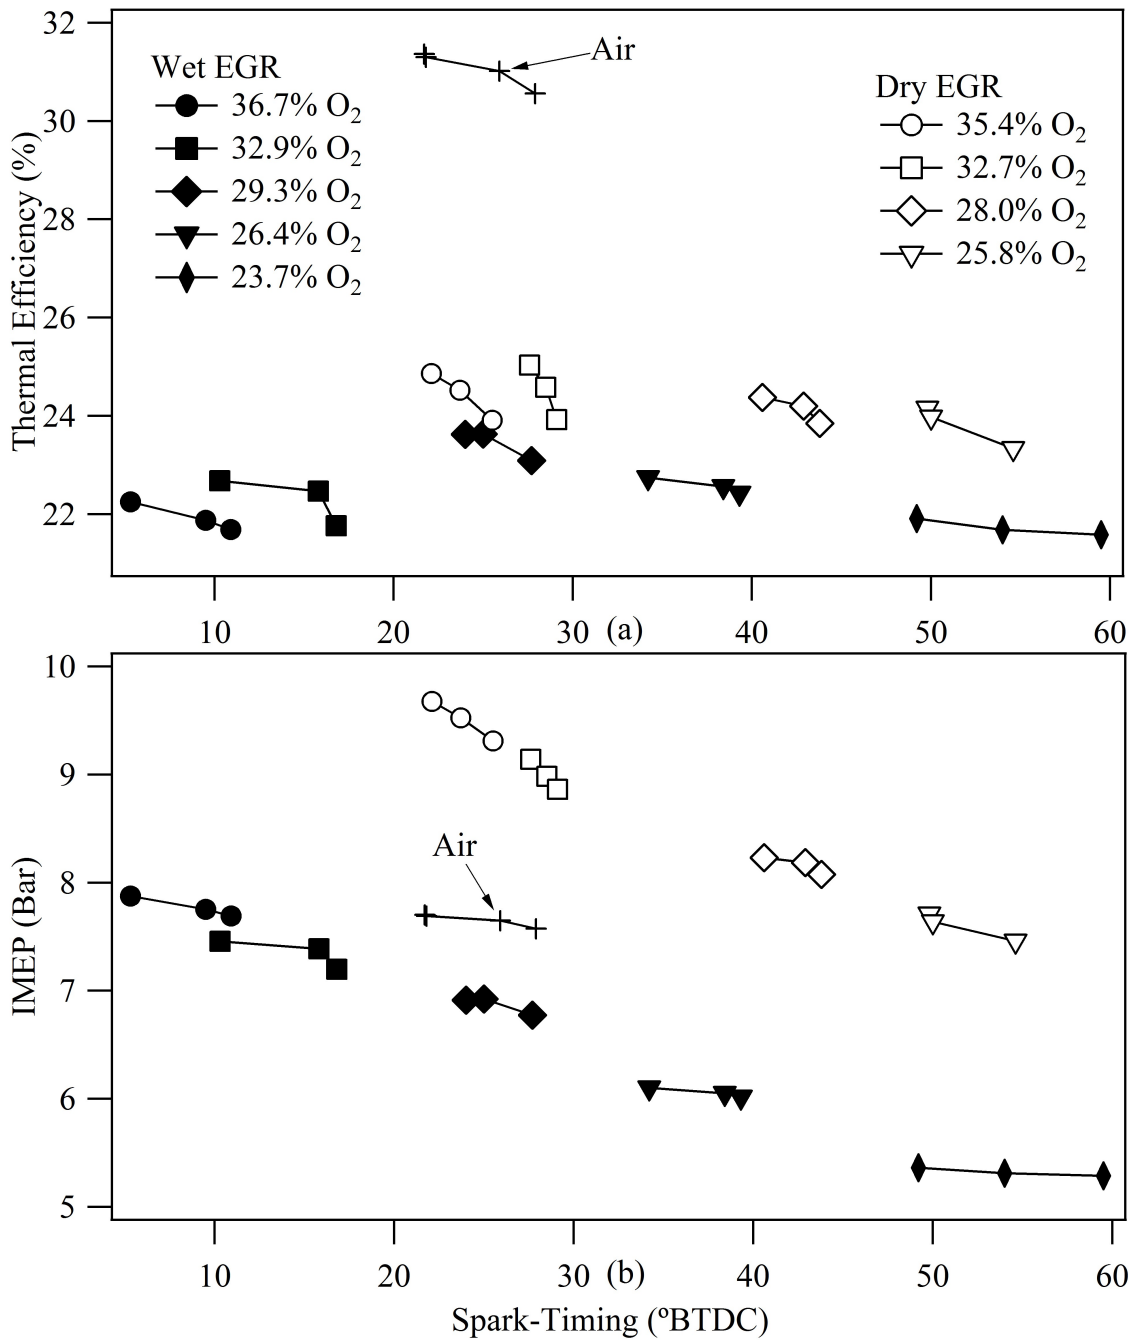 32
30
28
26
24
22
Thermal Efficiency (%)
Wet EGR
36.7% O₂
32.9% O₂
29.3% O₂
26.4% O₂
23.7% O₂
Air
Dry EGR
35.4% O₂
32.7% O₂
28.0% O₂
25.8% O₂
10 20 30 (a) 40 50 60
10
9
8
7
6
5
IMEP (Bar)
Air
10 20 30 (b) 40 50 60
Spark-Timing (ºBTDC)